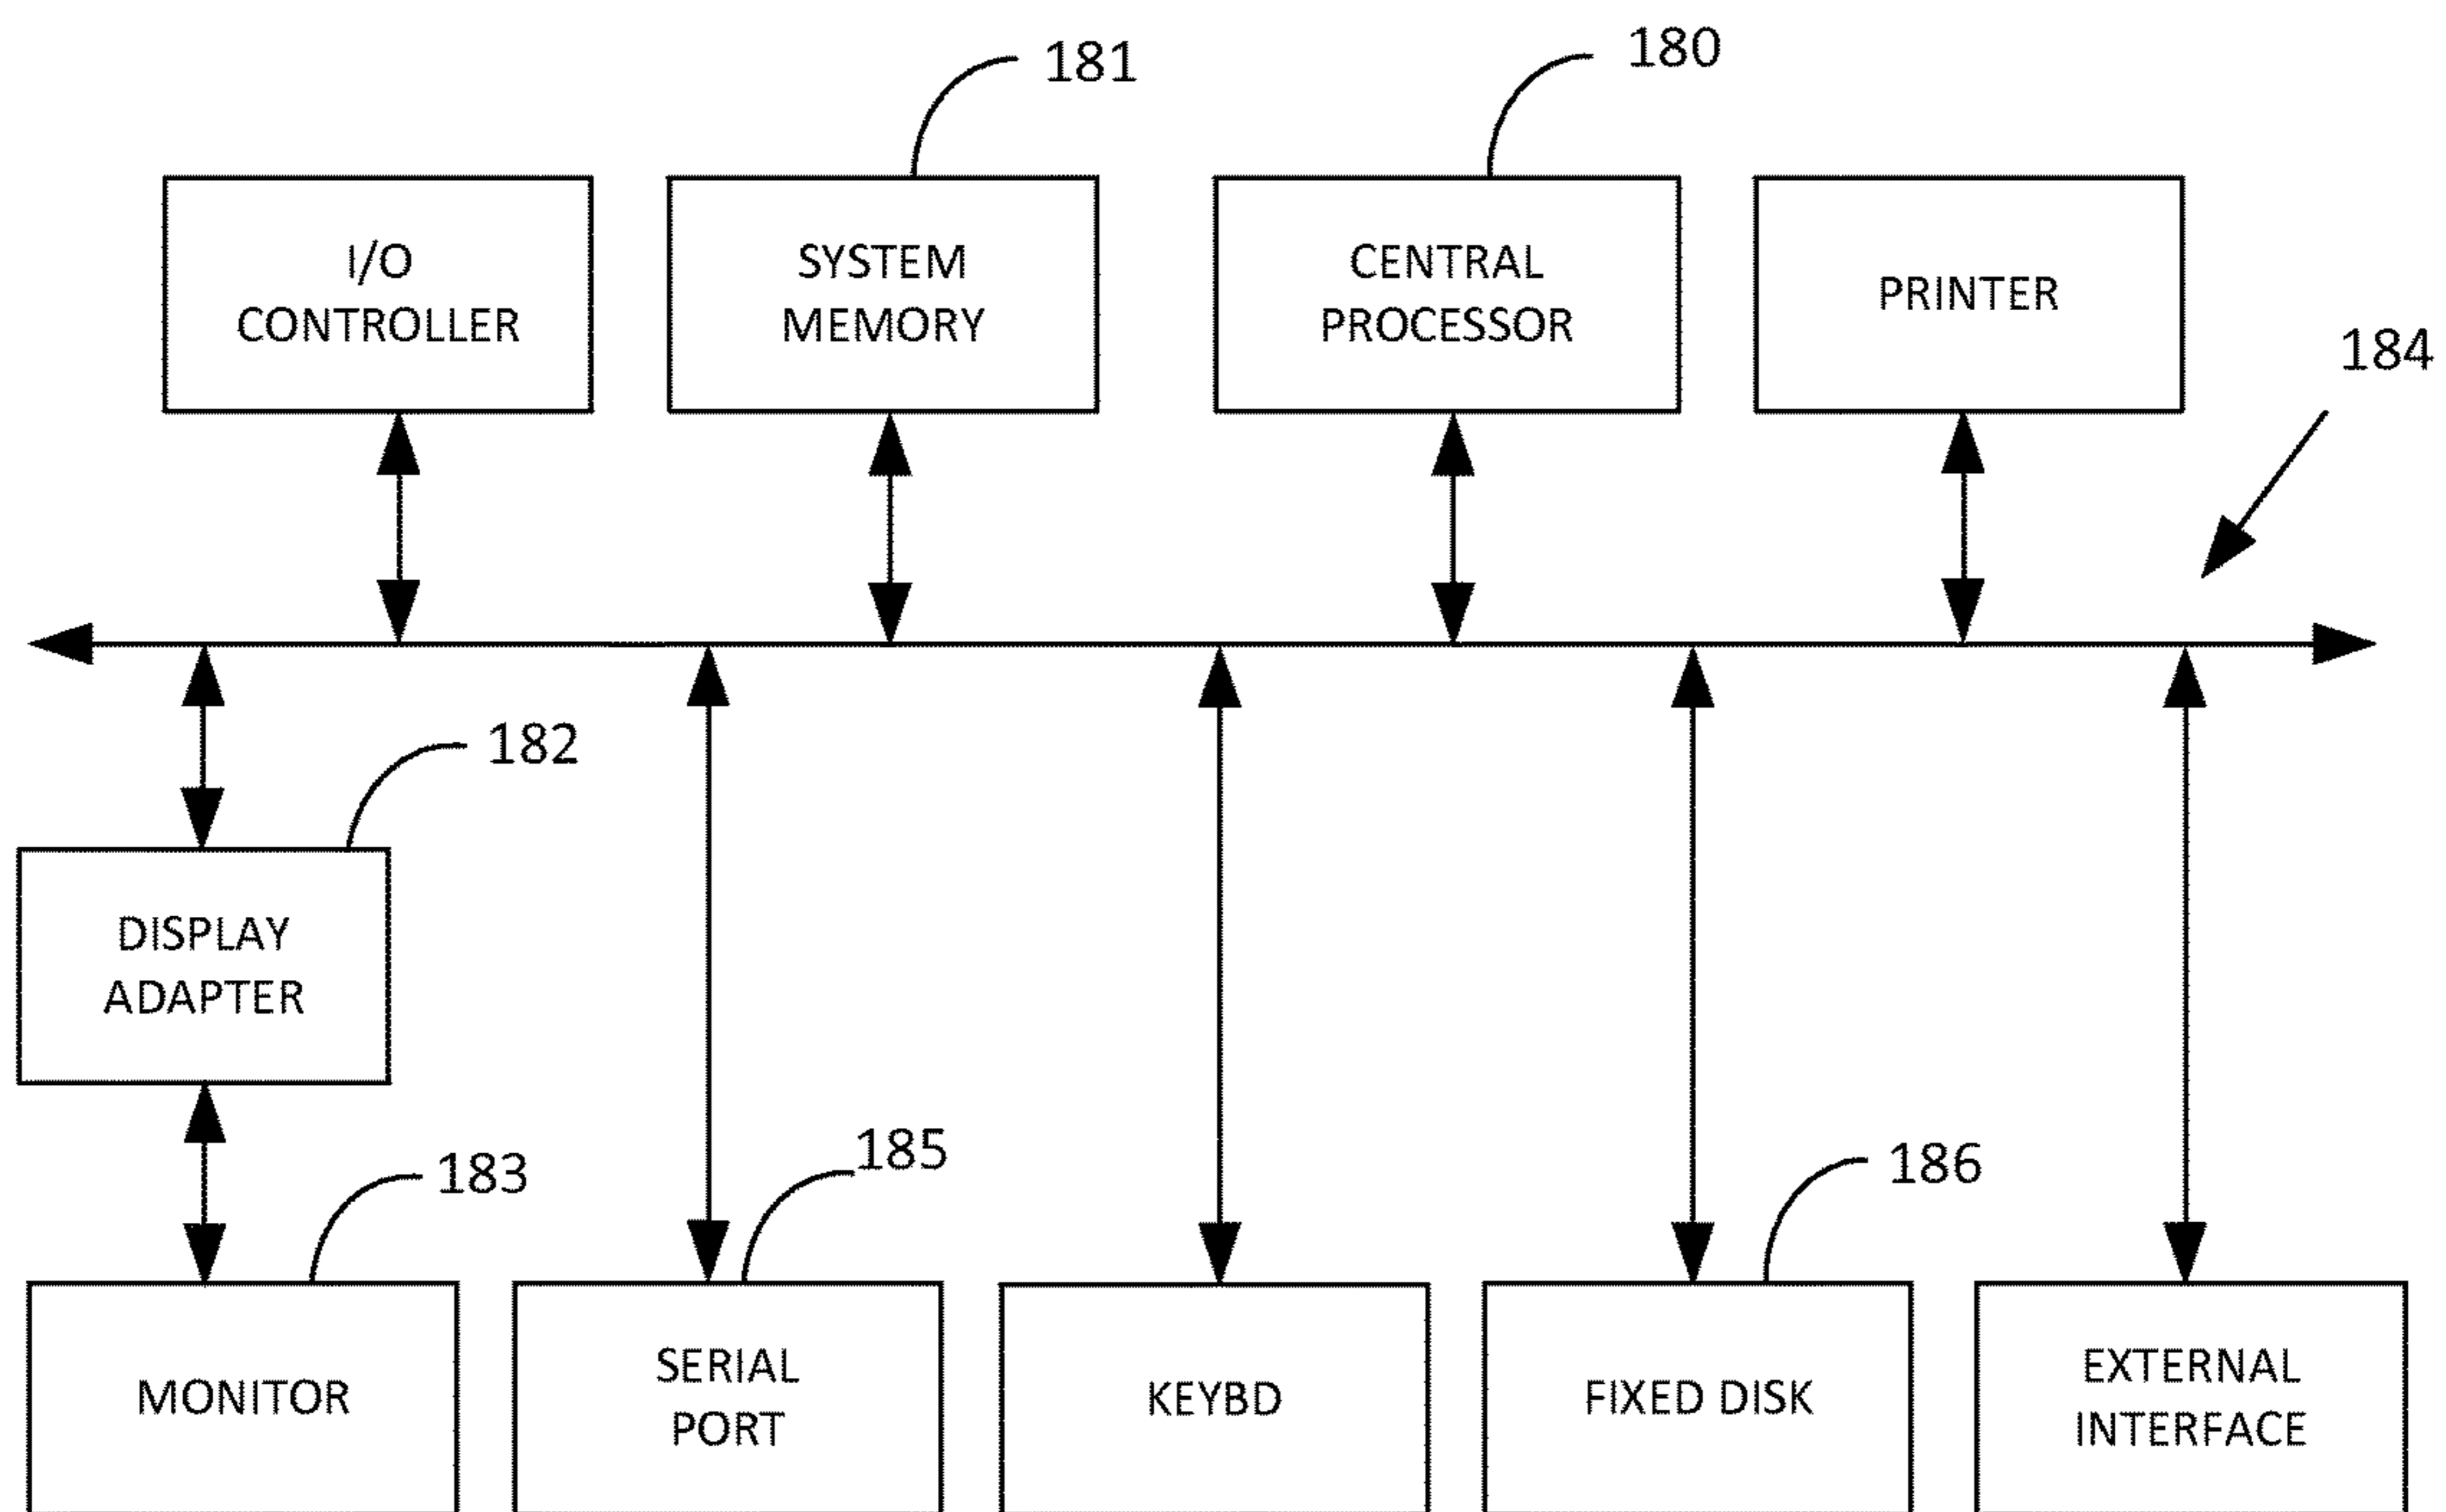 181
180
I/O
CONTROLLER
SYSTEM
MEMORY
CENTRAL
PROCESSOR
PRINTER
184
182
DISPLAY
ADAPTER
183
185
186
MONITOR
SERIAL
PORT
KEYBD
FIXED DISK
EXTERNAL
INTERFACE